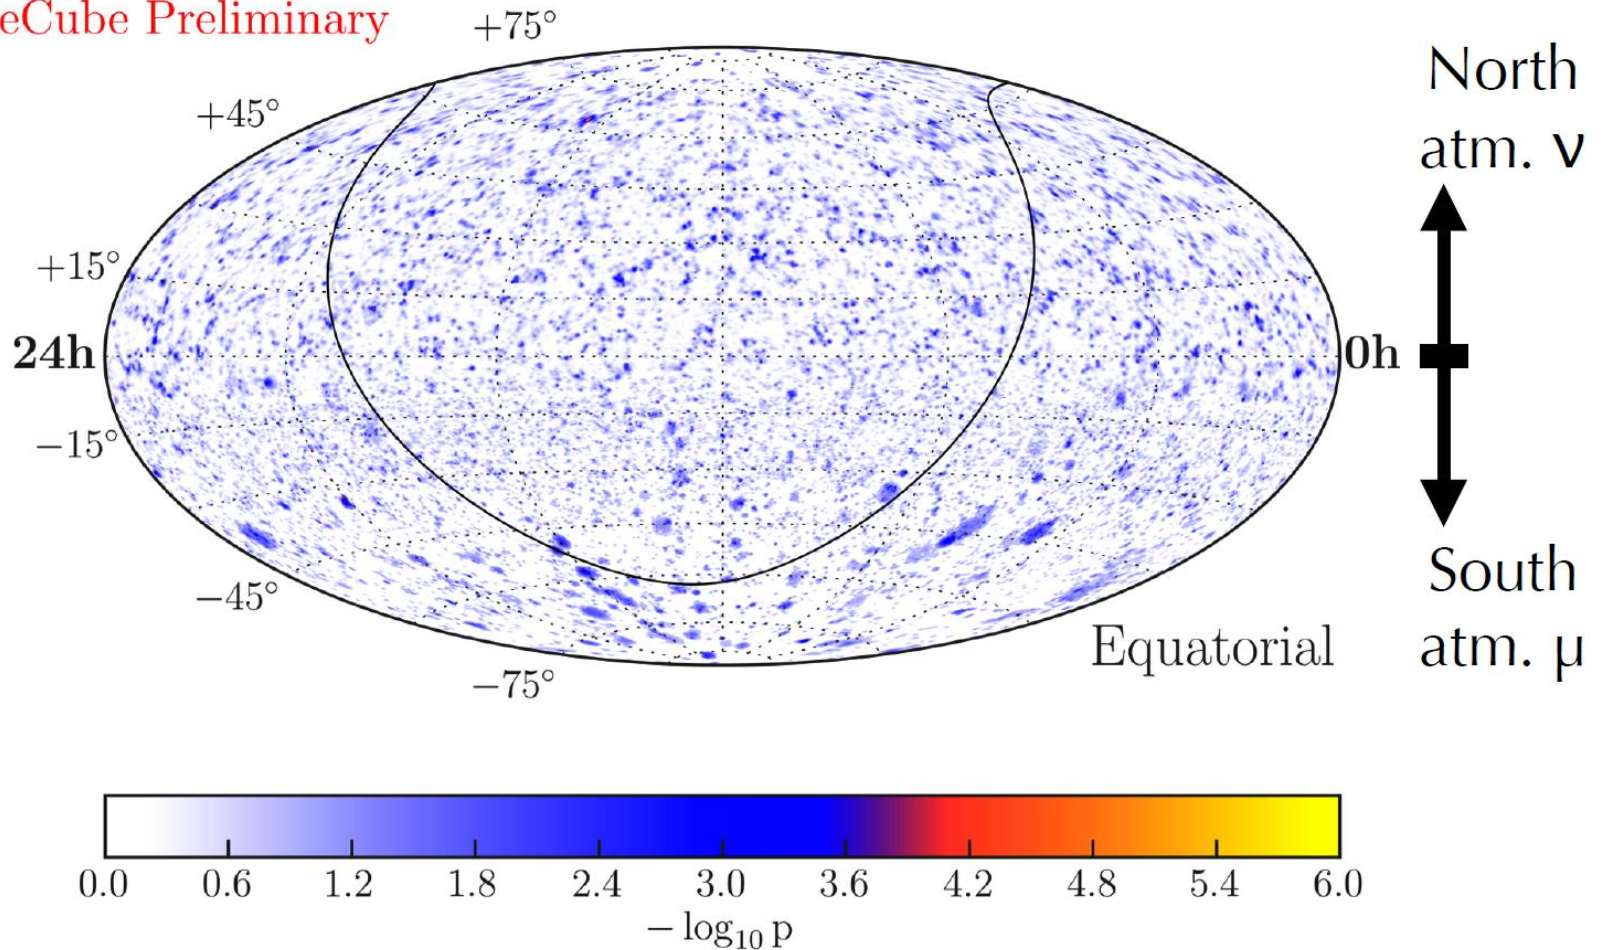 eCube Preliminary
+75°
+45°
+15°
24h
0h
−15°
−45°
−75°
Equatorial
North
atm. ν
South
atm. μ
0.0 0.6 1.2 1.8 2.4 3.0 3.6 4.2 4.8 5.4 6.0
− log₁₀ p